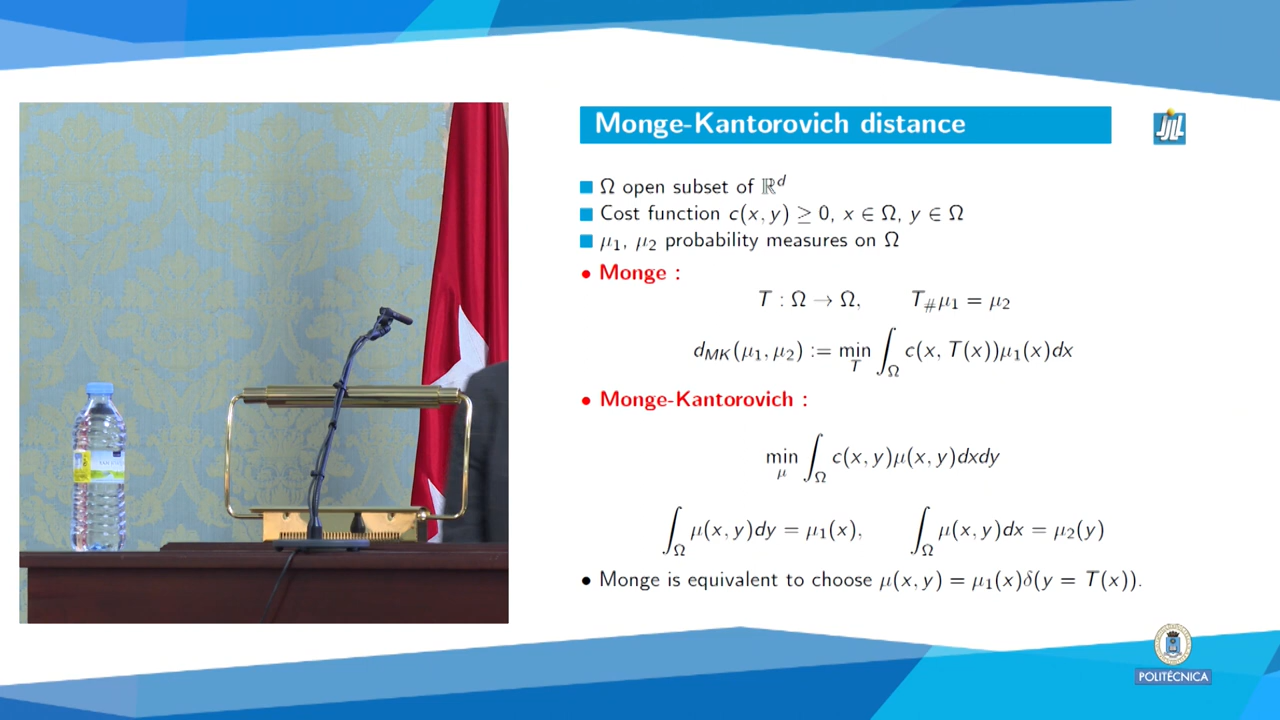 Monge-Kantorovich distance
Ω open subset of ℝ^d
Cost function c(x, y) ≥ 0, x ∈ Ω, y ∈ Ω
μ₁, μ₂ probability measures on Ω
• Monge :
T : Ω → Ω, T_#μ₁ = μ₂
d_MK(μ₁, μ₂) := min_T ∫_Ω c(x, T(x))μ₁(x)dx
• Monge-Kantorovich :
min_μ ∫_Ω c(x, y)μ(x, y)dxdy
∫_Ω μ(x, y)dy = μ₁(x), ∫_Ω μ(x, y)dx = μ₂(y)
• Monge is equivalent to choose μ(x, y) = μ₁(x)δ(y = T(x)).
POLITÉCNICA